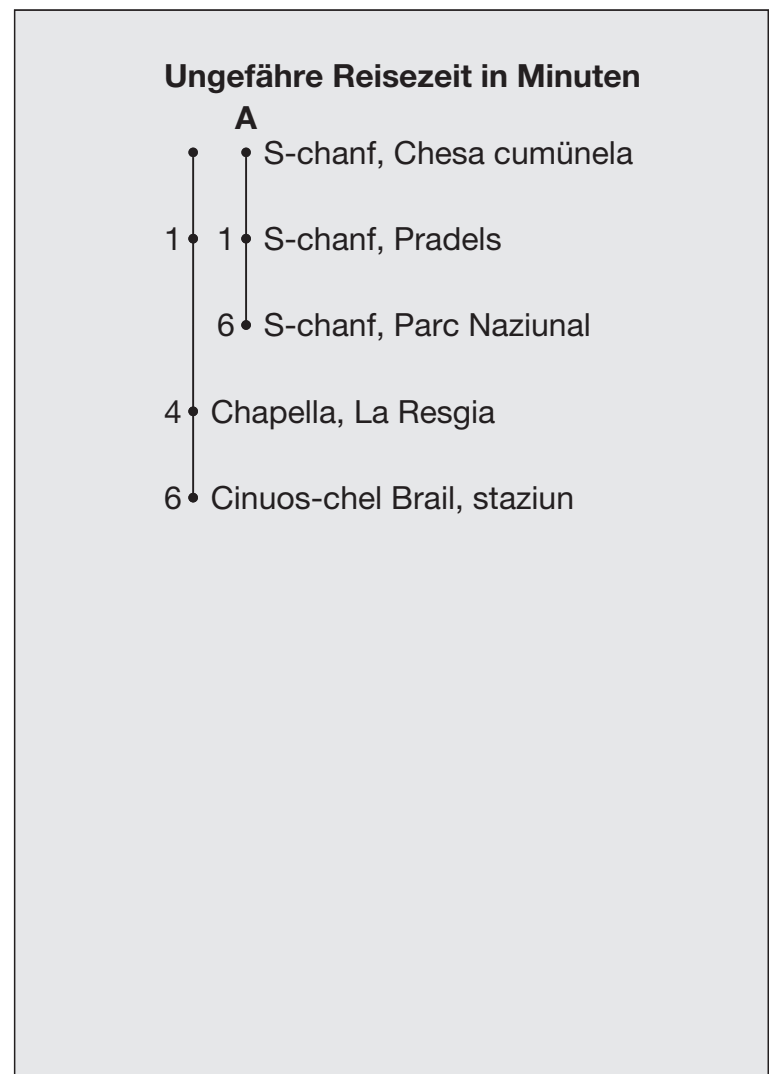 Ungefähre Reisezeit in Minuten
A
S-chanf, Chesa cumünela
1 1 S-chanf, Pradels
6 S-chanf, Parc Naziunal
4 Chapella, La Resgia
6 Cinuos-chel Brail, staziun